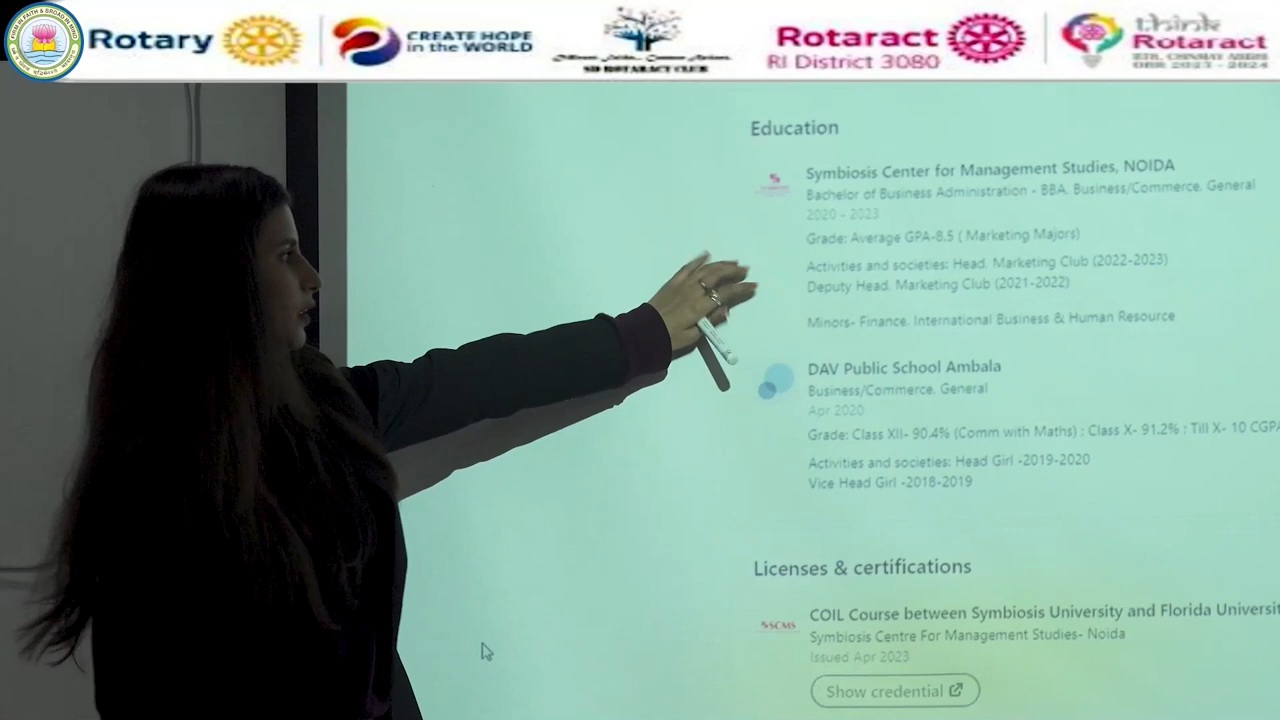 Rotary
CREATE HOPE
in the WORLD
SD ROTARACT CLUB
Rotaract
RI District 3080
think
Rotaract
Education
Symbiosis Center for Management Studies, NOIDA
Bachelor of Business Administration - BBA, Business/Commerce, General
2020 - 2023
Grade: Average GPA-8.5 ( Marketing Majors)
Activities and societies: Head, Marketing Club (2022-2023)
Deputy Head, Marketing Club (2021-2022)
Minors- Finance, International Business & Human Resource
DAV Public School Ambala
Business/Commerce, General
Apr 2020
Grade: Class XII- 90.4% (Comm with Maths) ; Class X- 91.2% ; Till X- 10 CGPA
Activities and societies: Head Girl -2019-2020
Vice Head Girl -2018-2019
Licenses & certifications
SCMS
COIL Course between Symbiosis University and Florida Universit
Symbiosis Centre For Management Studies- Noida
Issued Apr 2023
Show credential